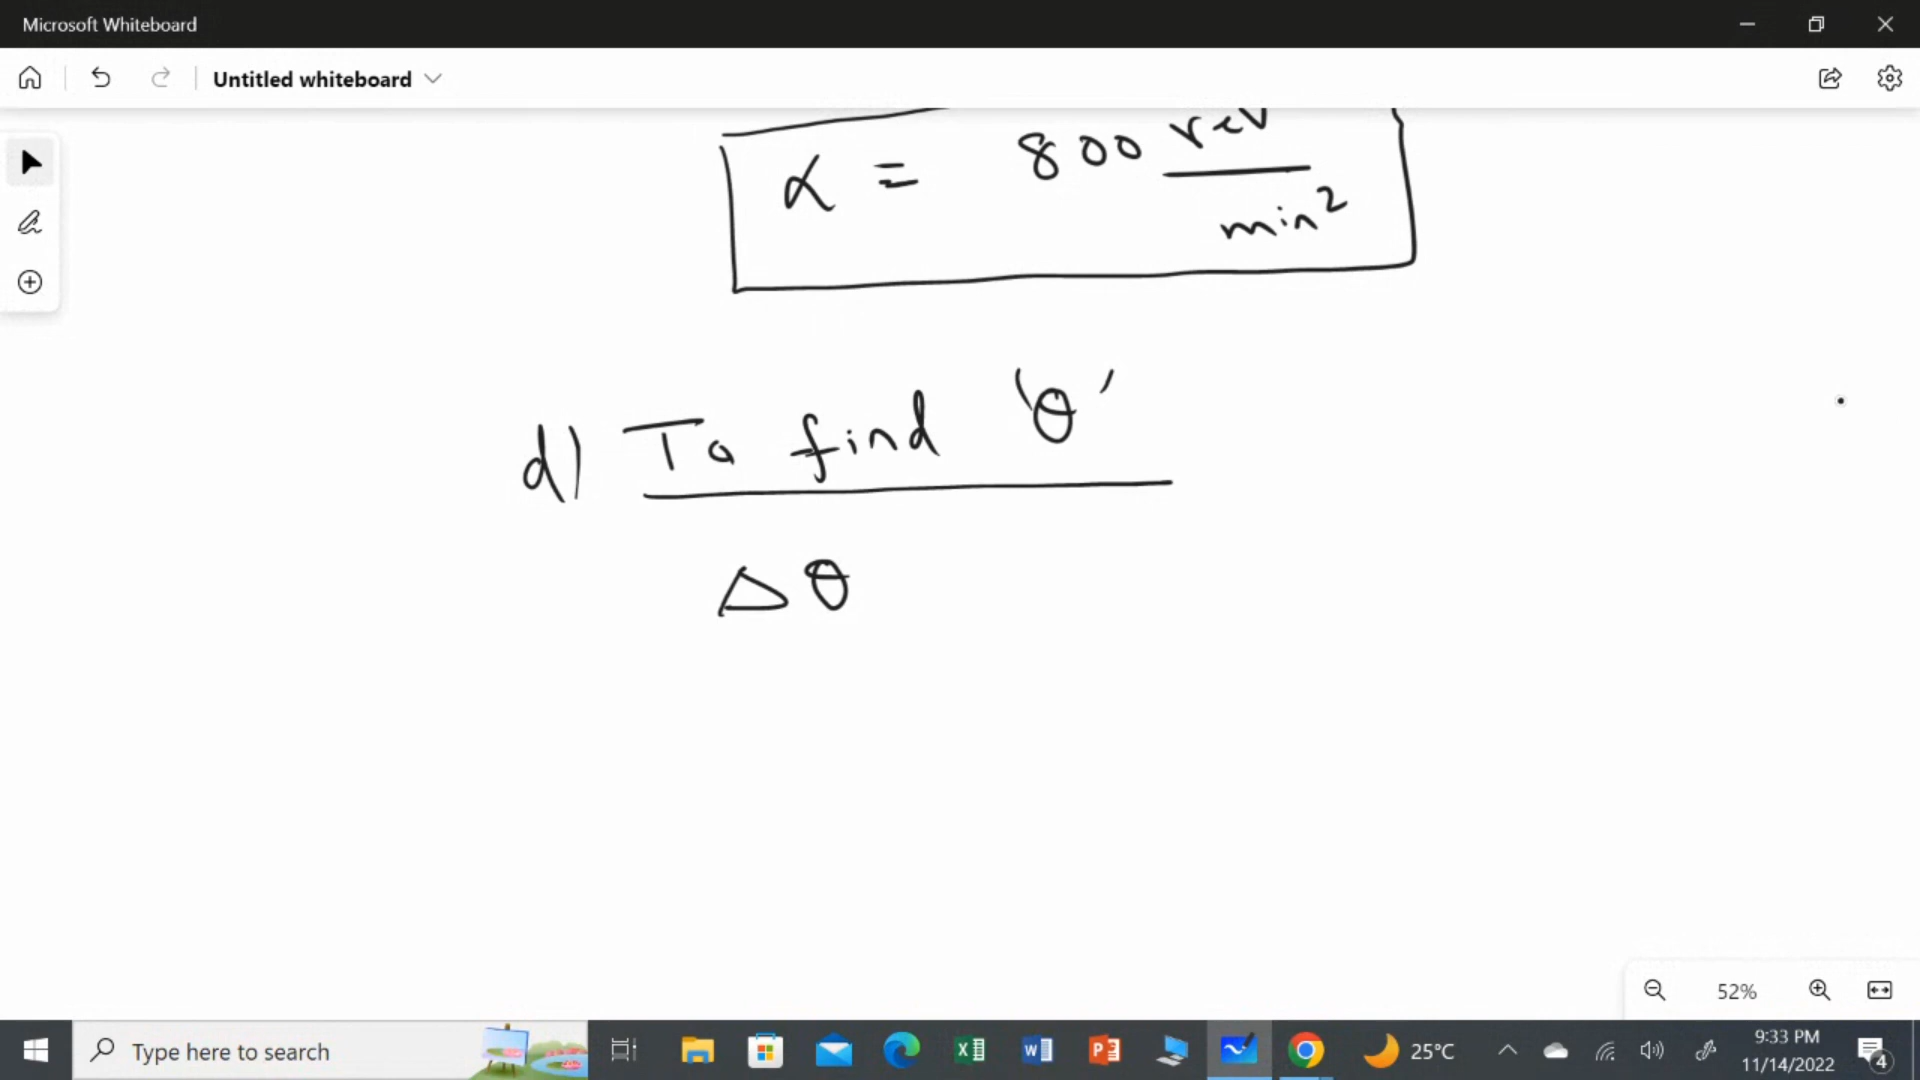 Microsoft Whiteboard
Untitled whiteboard
α = 800 rev
min²
d) To find 'θ'
Δθ
52%
Type here to search
25°C
9:33 PM
11/14/2022
4